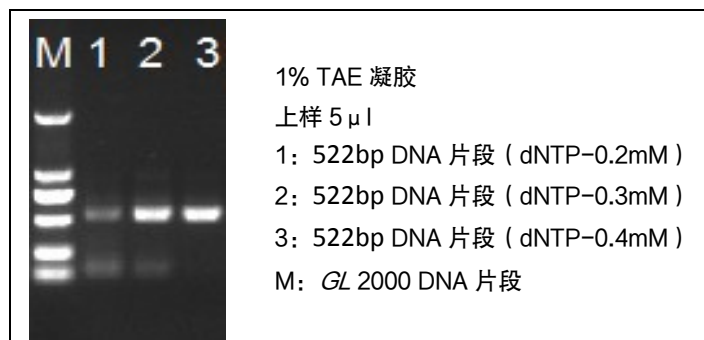 M 1 2 3
1% TAE 凝胶
上样 5μl
1：522bp DNA 片段（dNTP-0.2mM）
2：522bp DNA 片段（dNTP-0.3mM）
3：522bp DNA 片段（dNTP-0.4mM）
M：GL 2000 DNA 片段